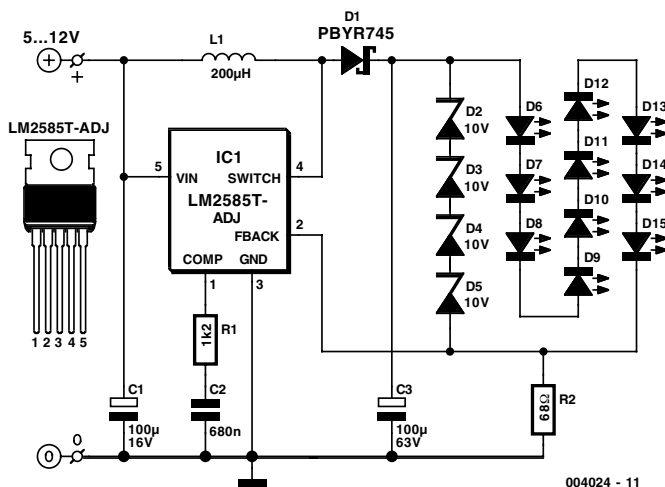 5...12V
+
+
L1
200µH
D1
PBYR745
LM2585T-ADJ
IC1
5
VIN
SWITCH
4
LM2585T-
ADJ
FBACK
2
COMP
GND
1
3
1k2
R1
1 2 3 4 5
C1
100µ
16V
C2
680n
C3
100µ
63V
D2
10V
D3
10V
D4
10V
D5
10V
D6
D7
D8
D12
D11
D10
D9
D13
D14
D15
68Ω
R2
0
0
004024 - 11